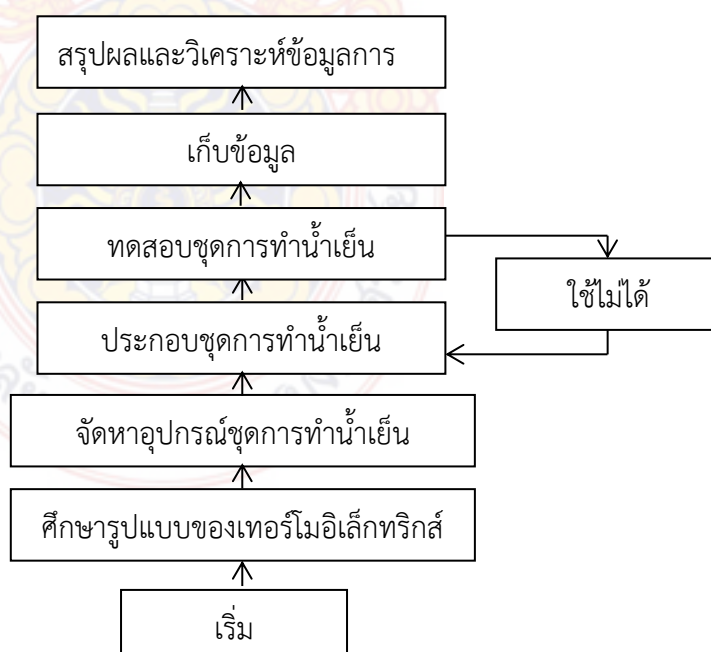 สรุปผลและวิเคราะห์ข้อมูลการ
เก็บข้อมูล
ทดสอบชุดการทำน้ำเย็น
ใช้ไม่ได้
ประกอบชุดการทำน้ำเย็น
จัดหาอุปกรณ์ชุดการทำน้ำเย็น
ศึกษารูปแบบของเทอร์โมอิเล็กทริกส์
เริ่ม